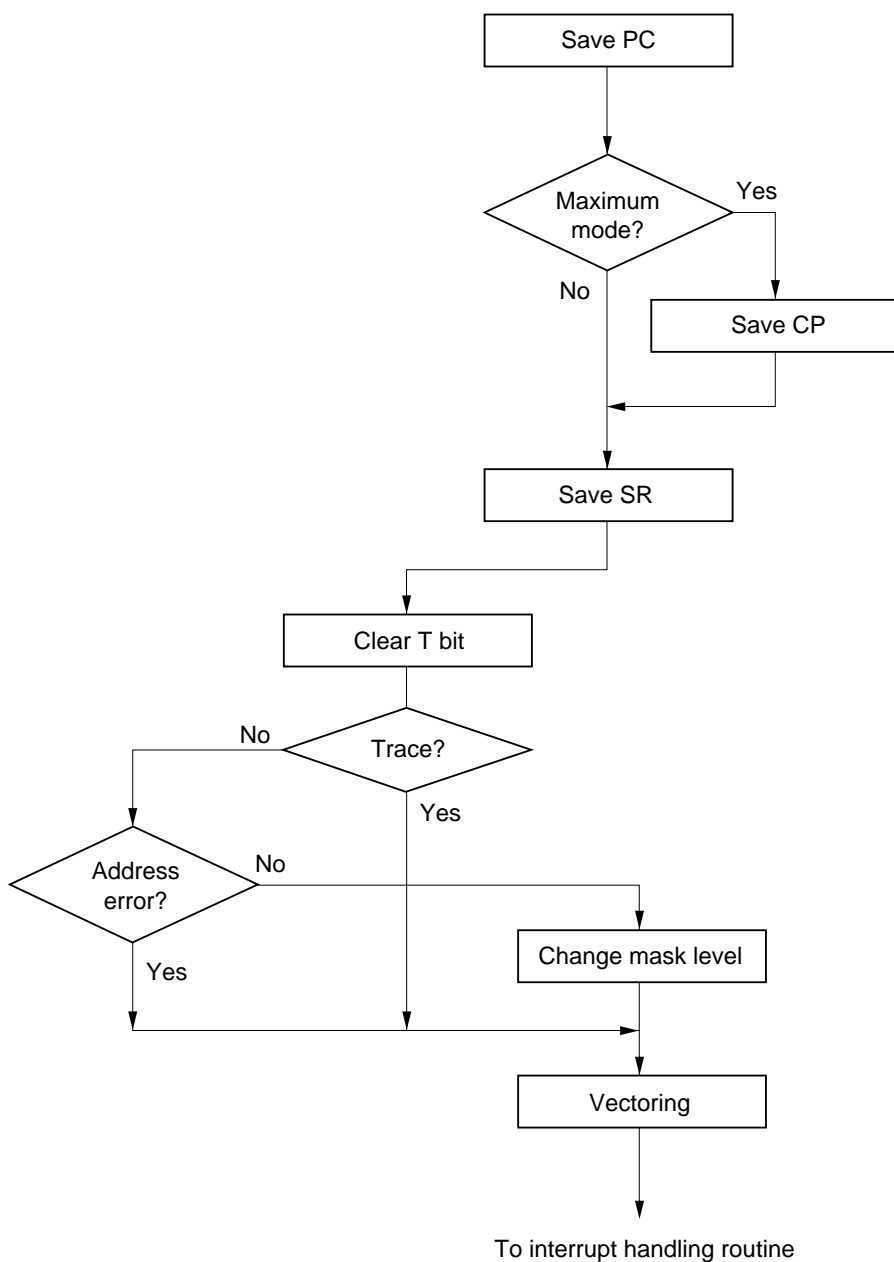 Save PC
Maximum
mode?
Yes
No
Save CP
Save SR
Clear T bit
No
Trace?
Yes
Address
error?
No
Yes
Change mask level
Vectoring
To interrupt handling routine